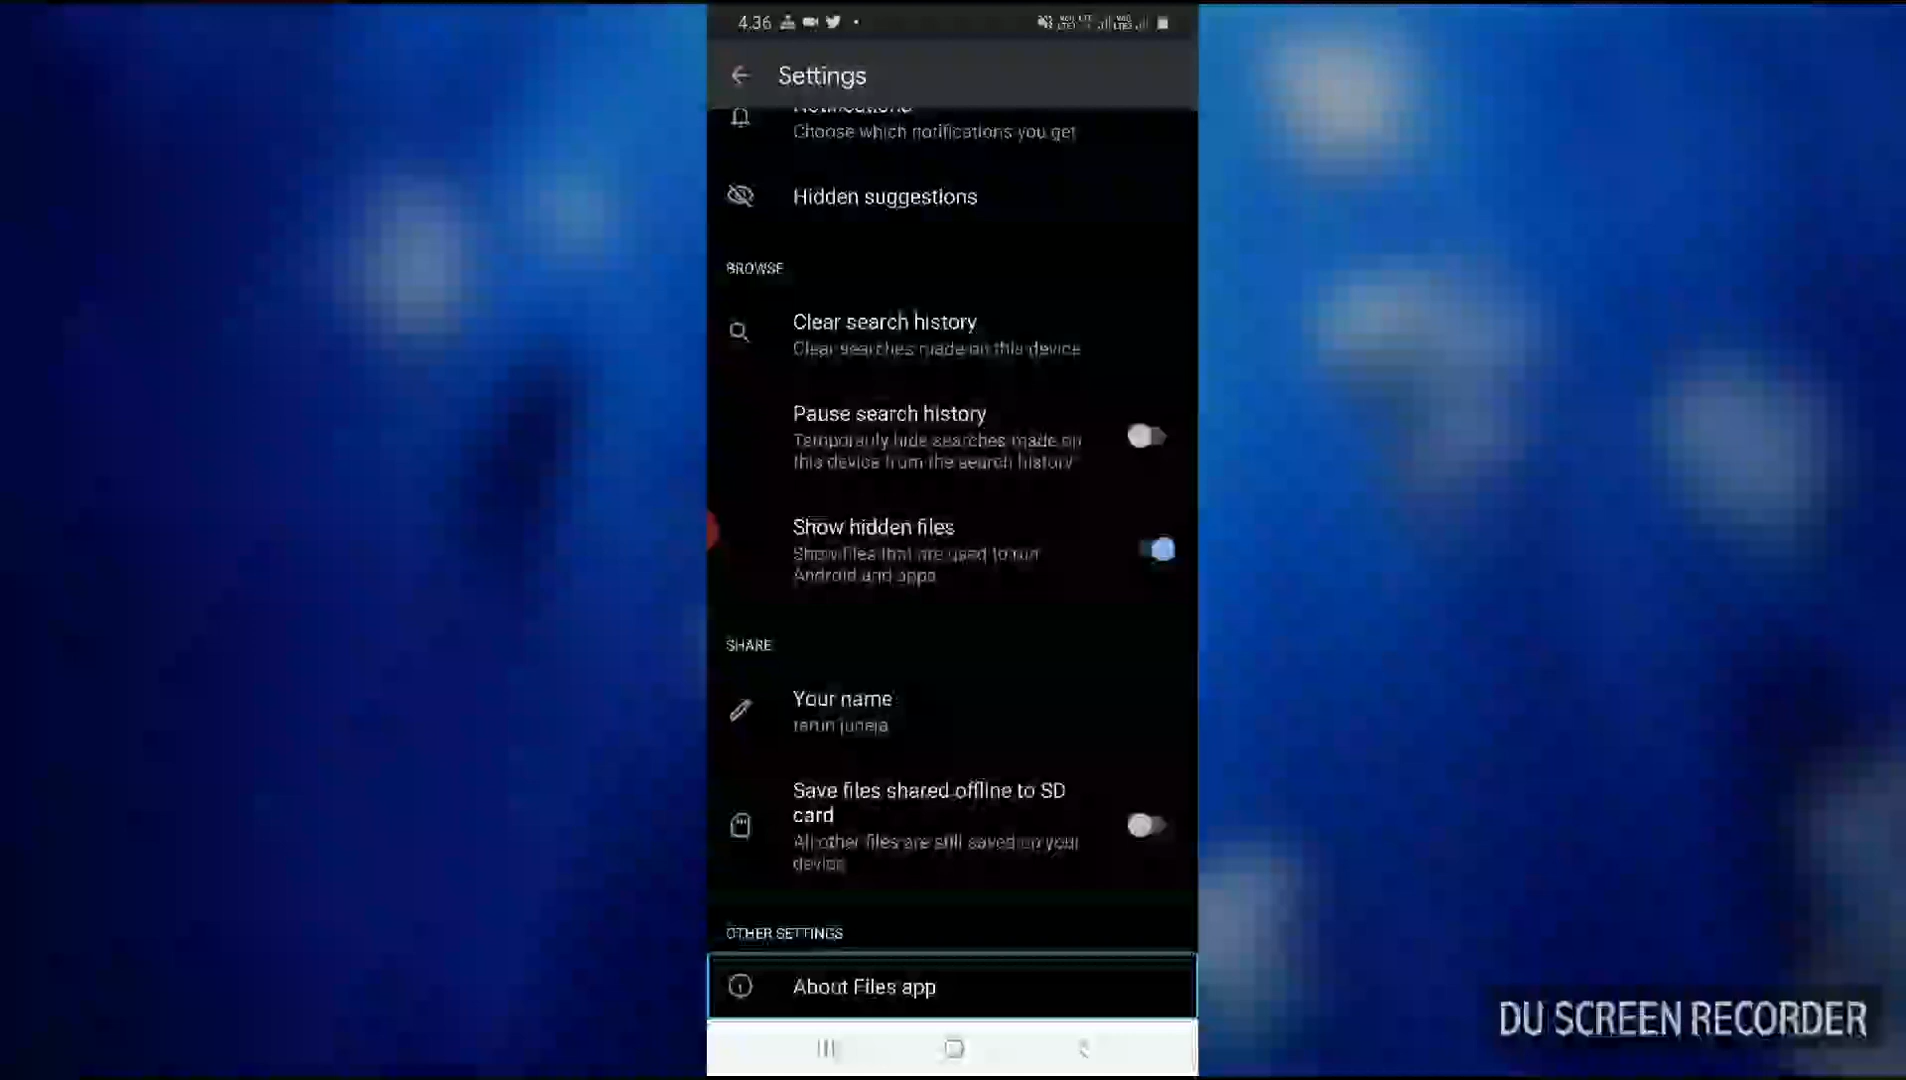 4.36
Settings
Notifications
Choose which notifications you get
Hidden suggestions
BROWSE
Clear search history
Clear searches made on this device
Pause search history
Temporarily hide searches made on
this device from the search history
Show hidden files
Show files that are used to run
Android and apps
SHARE
Your name
tarun juneja
Save files shared offline to SD
card
All other files are still saved on your
device
OTHER SETTINGS
About Files app
DU SCREEN RECORDER